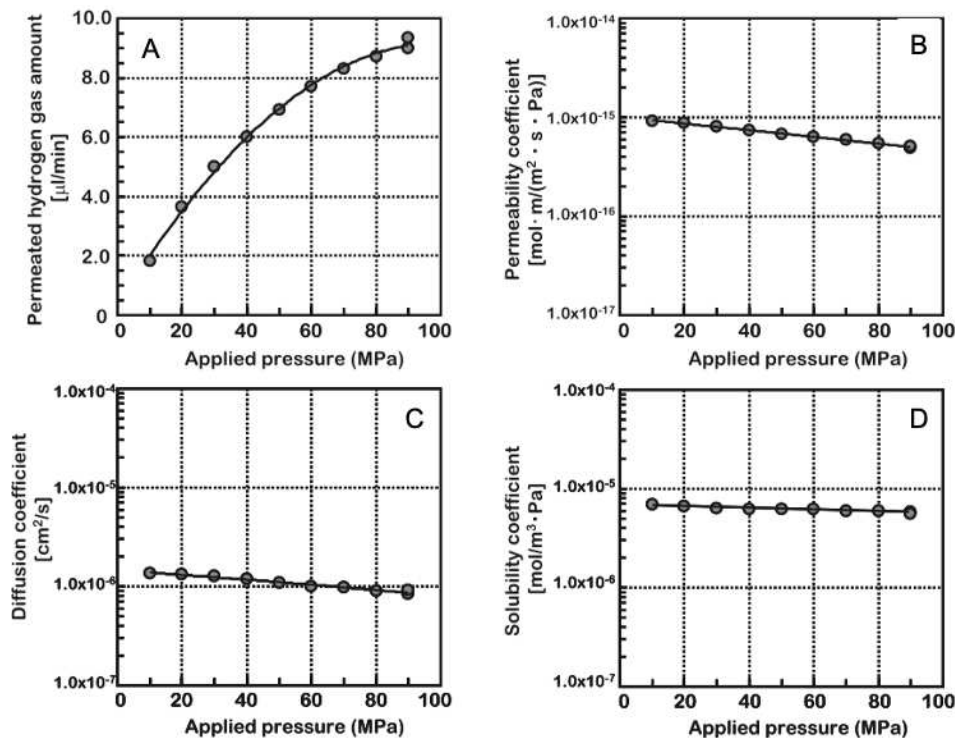 A
Permeated hydrogen gas amount
[μl/min]
10.0
8.0
6.0
4.0
2.0
0
0 20 40 60 80 100
Applied pressure (MPa)
B
Permeability coefficient
[mol· m/(m² · s · Pa)]
1.0x10⁻¹⁴
1.0x10⁻¹⁵
1.0x10⁻¹⁶
1.0x10⁻¹⁷
0 20 40 60 80 100
Applied pressure (MPa)
C
Diffusion coefficient
[cm²/s]
1.0x10⁻⁴
1.0x10⁻⁵
1.0x10⁻⁶
1.0x10⁻⁷
0 20 40 60 80 100
Applied pressure (MPa)
D
Solubility coefficient
[mol/m³·Pa]
1.0x10⁻⁴
1.0x10⁻⁵
1.0x10⁻⁶
1.0x10⁻⁷
0 20 40 60 80 100
Applied pressure (MPa)